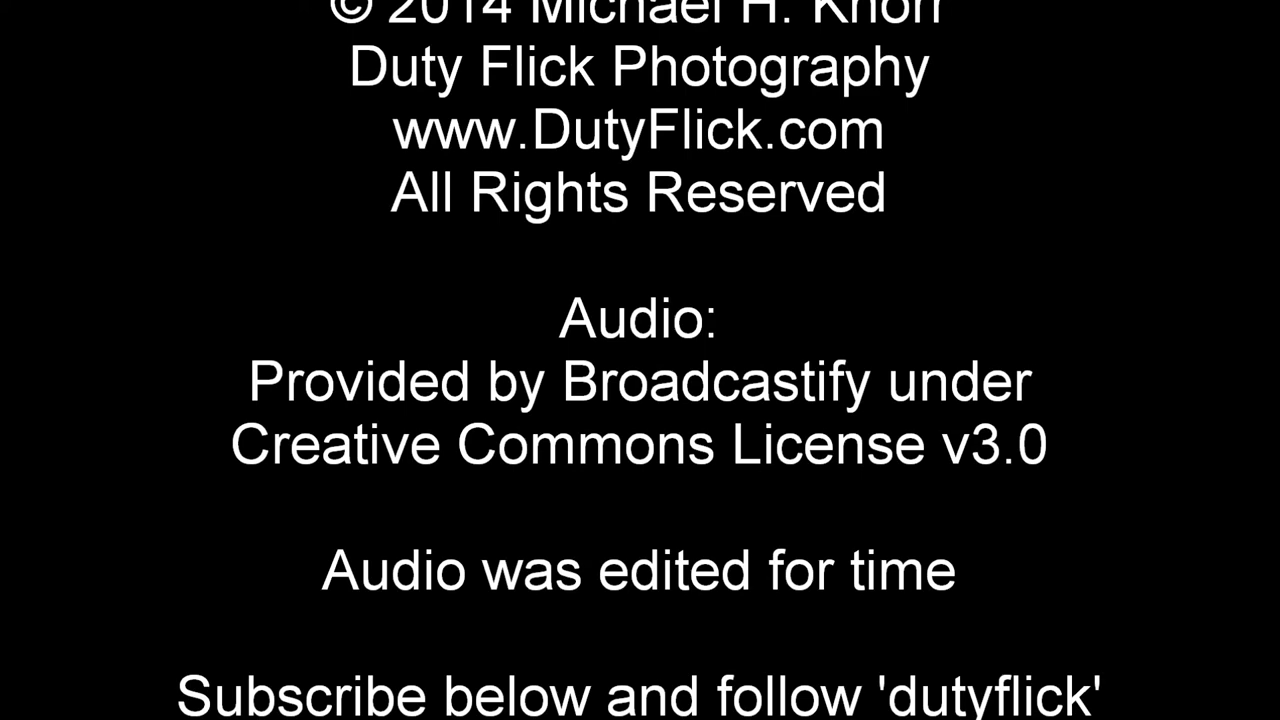 © 2014 Michael H. Knorr
Duty Flick Photography
www.DutyFlick.com
All Rights Reserved
Audio:
Provided by Broadcastify under
Creative Commons License v3.0
Audio was edited for time
Subscribe below and follow 'dutyflick'